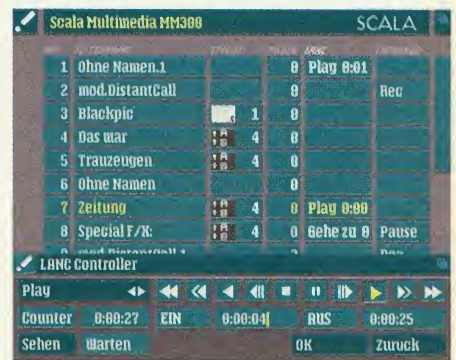 Scala Multimedia MM300 SCALA
1 Ohne Namen.1 0 Play 0:01
2 mod.DistantCall 0 Rec
3 Blackpic 1 0
4 Das war 4 0
5 Trauzeugen 4 0
6 Ohne Namen 0
7 Zeitung 4 0 Play 0:00
8 Special F/X: 4 0 Gehe zu 0 Pause
LANC Controller
Play
Counter 0:00:27 EIN 0:00:04 AUS 0:00:25
Sehen Warten OK Zurück